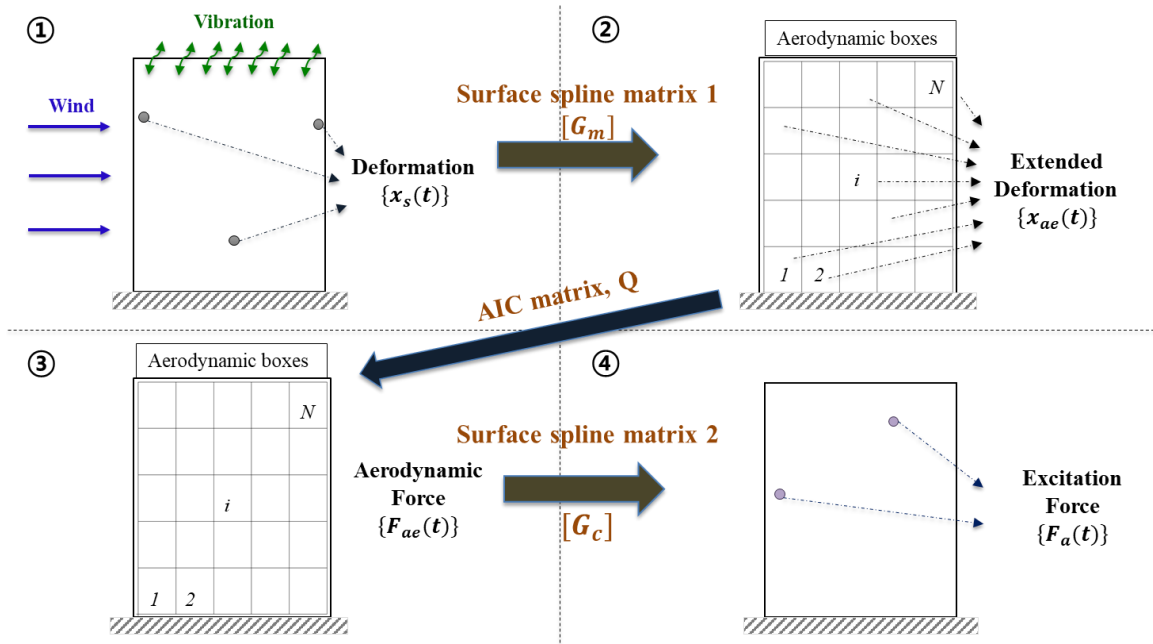 ①
Vibration
Wind
Deformation
{x_s(t)}
Surface spline matrix 1
[G_m]
②
Aerodynamic boxes
N
i
1 2
Extended
Deformation
{x_ae(t)}
AIC matrix, Q
③
Aerodynamic boxes
N
i
1 2
Aerodynamic
Force
{F_ae(t)}
Surface spline matrix 2
[G_c]
④
Excitation
Force
{F_a(t)}